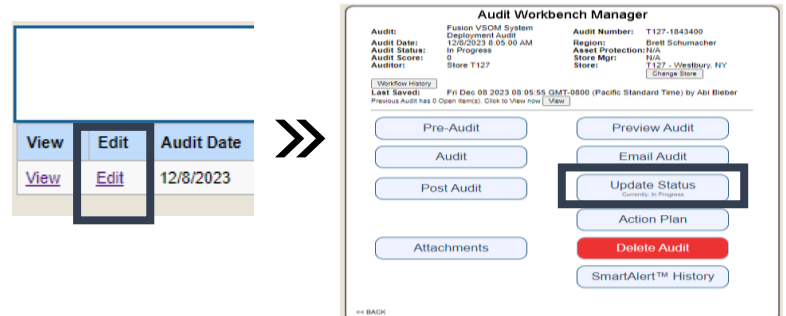 View Edit Audit Date
View Edit 12/8/2023
Audit Workbench Manager
Audit: Fusion VSOM System Deployment Audit Audit Number: T127-1843400
Audit Date: 12/8/2023 8:05:00 AM Region: Brett Schumacher
Audit Status: In Progress Asset Protection: N/A
Audit Score: 0 Store Mgr: N/A
Auditor: Store T127 Store: T127 - Westbury, NY
Change Store
Workflow History
Last Saved: Fri Dec 08 2023 08:05:55 GMT-0800 (Pacific Standard Time) by Abi Bieber
Previous Audit has 0 Open Item(s). Click to View now View
Pre-Audit Preview Audit
Audit Email Audit
Post Audit Update Status
Currently: In Progress
Action Plan
Attachments Delete Audit
SmartAlert™ History
<< BACK